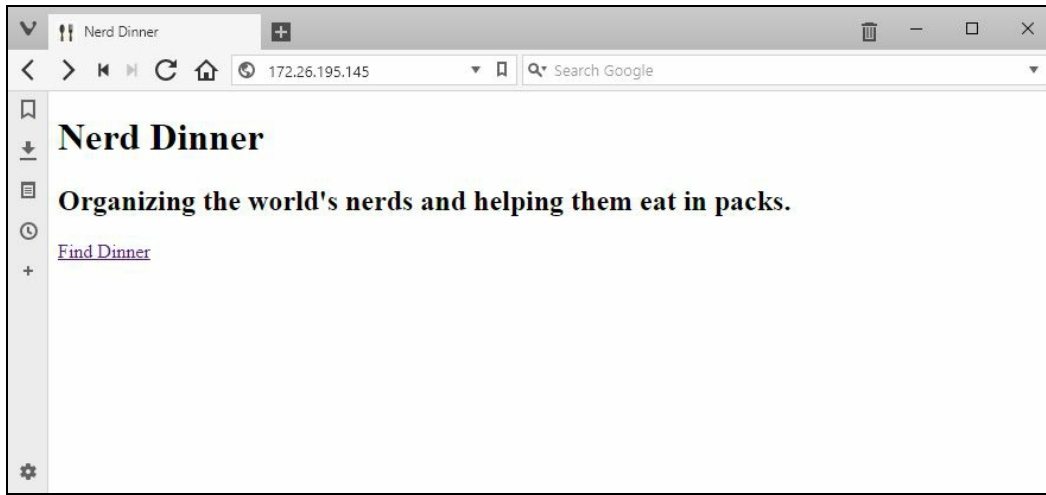 Nerd Dinner
172.26.195.145
Search Google
Nerd Dinner
Organizing the world's nerds and helping them eat in packs.
Find Dinner